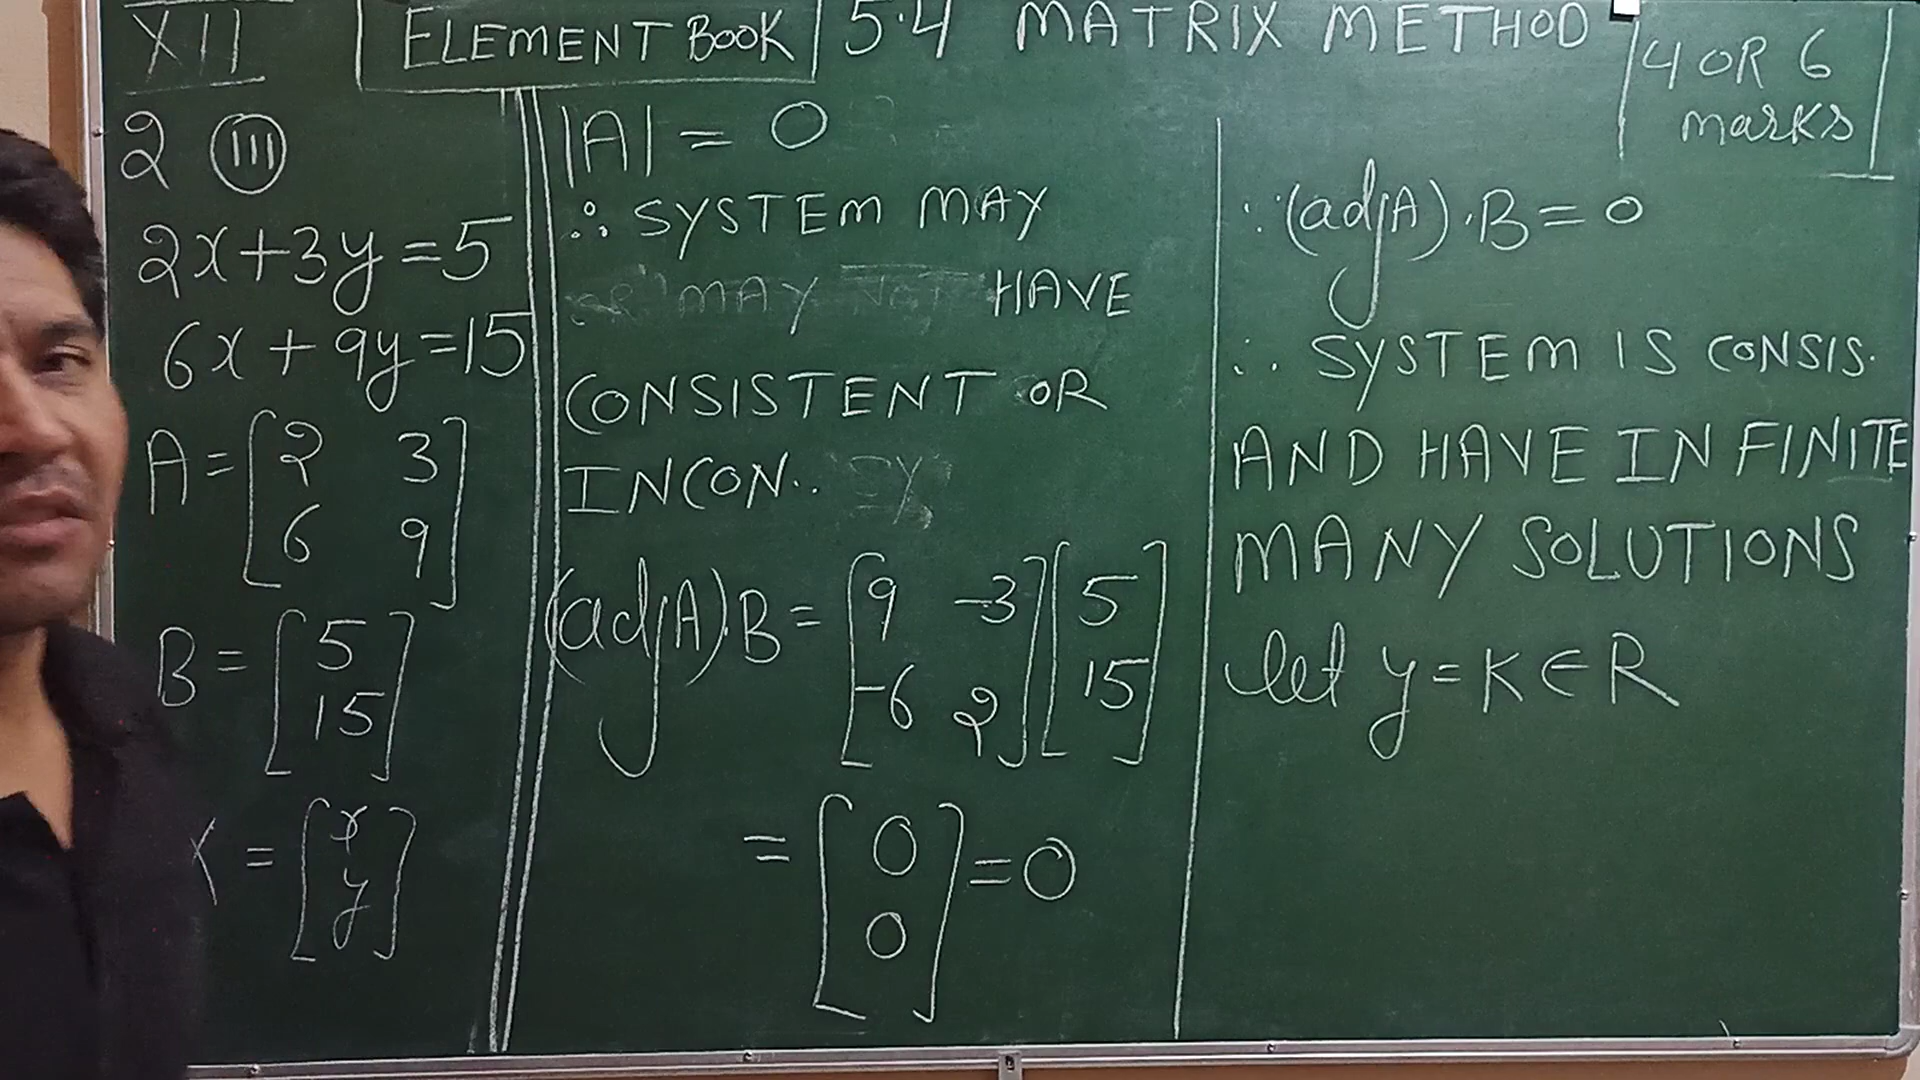 XII
ELEMENT BOOK
5.4 MATRIX METHOD
4 OR 6
marks
2 (III)
2x+3y=5
6x+9y=15
A=[2 3
6 9]
B=[5
15]
X=[x
y]
|A|=0
∴ SYSTEM MAY
OR MAY NOT HAVE
CONSISTENT OR
INCON..
(adjA).B=[9 -3
-6 2][5
15]
=[0
0]=0
∵(adjA).B=0
∴ SYSTEM IS CONSIS.
AND HAVE INFINITE
MANY SOLUTIONS
let y=K∈R